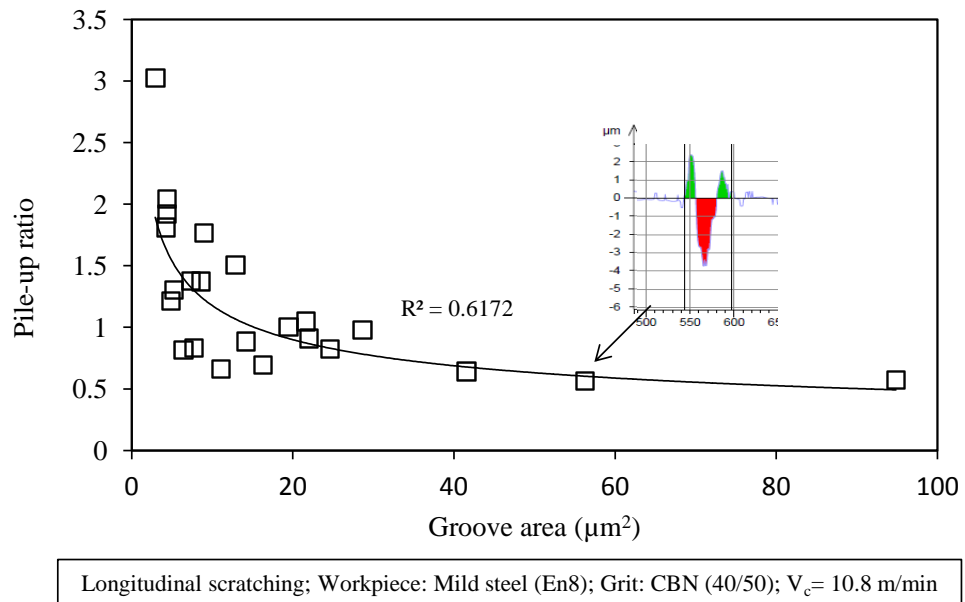 3.5
3
2.5
2
1.5
1
0.5
0
Pile-up ratio
0 20 40 60 80 100
Groove area (µm²)
R² = 0.6172
µm
2
1
0
-1
-2
-3
-4
-5
-6
500 550 600
Longitudinal scratching; Workpiece: Mild steel (En8); Grit: CBN (40/50); Vc= 10.8 m/min